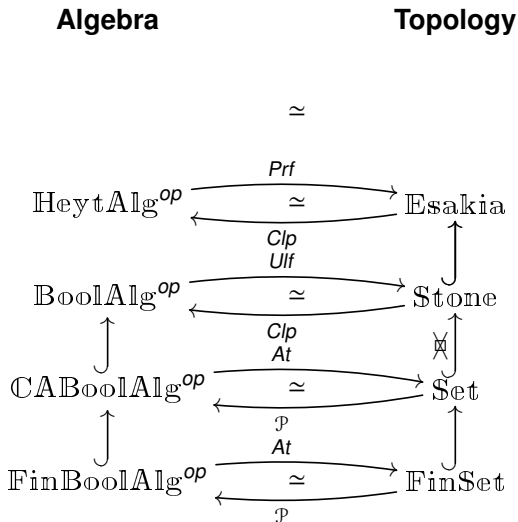 Algebra Topology
≃
Prf
HeytAlg^op ≃ Esakia
Clp
Ulf
BoolAlg^op ≃ Stone
Clp
At
CABoolAlg^op ≃ Set
𝒫
At
FinBoolAlg^op ≃ FinSet
𝒫